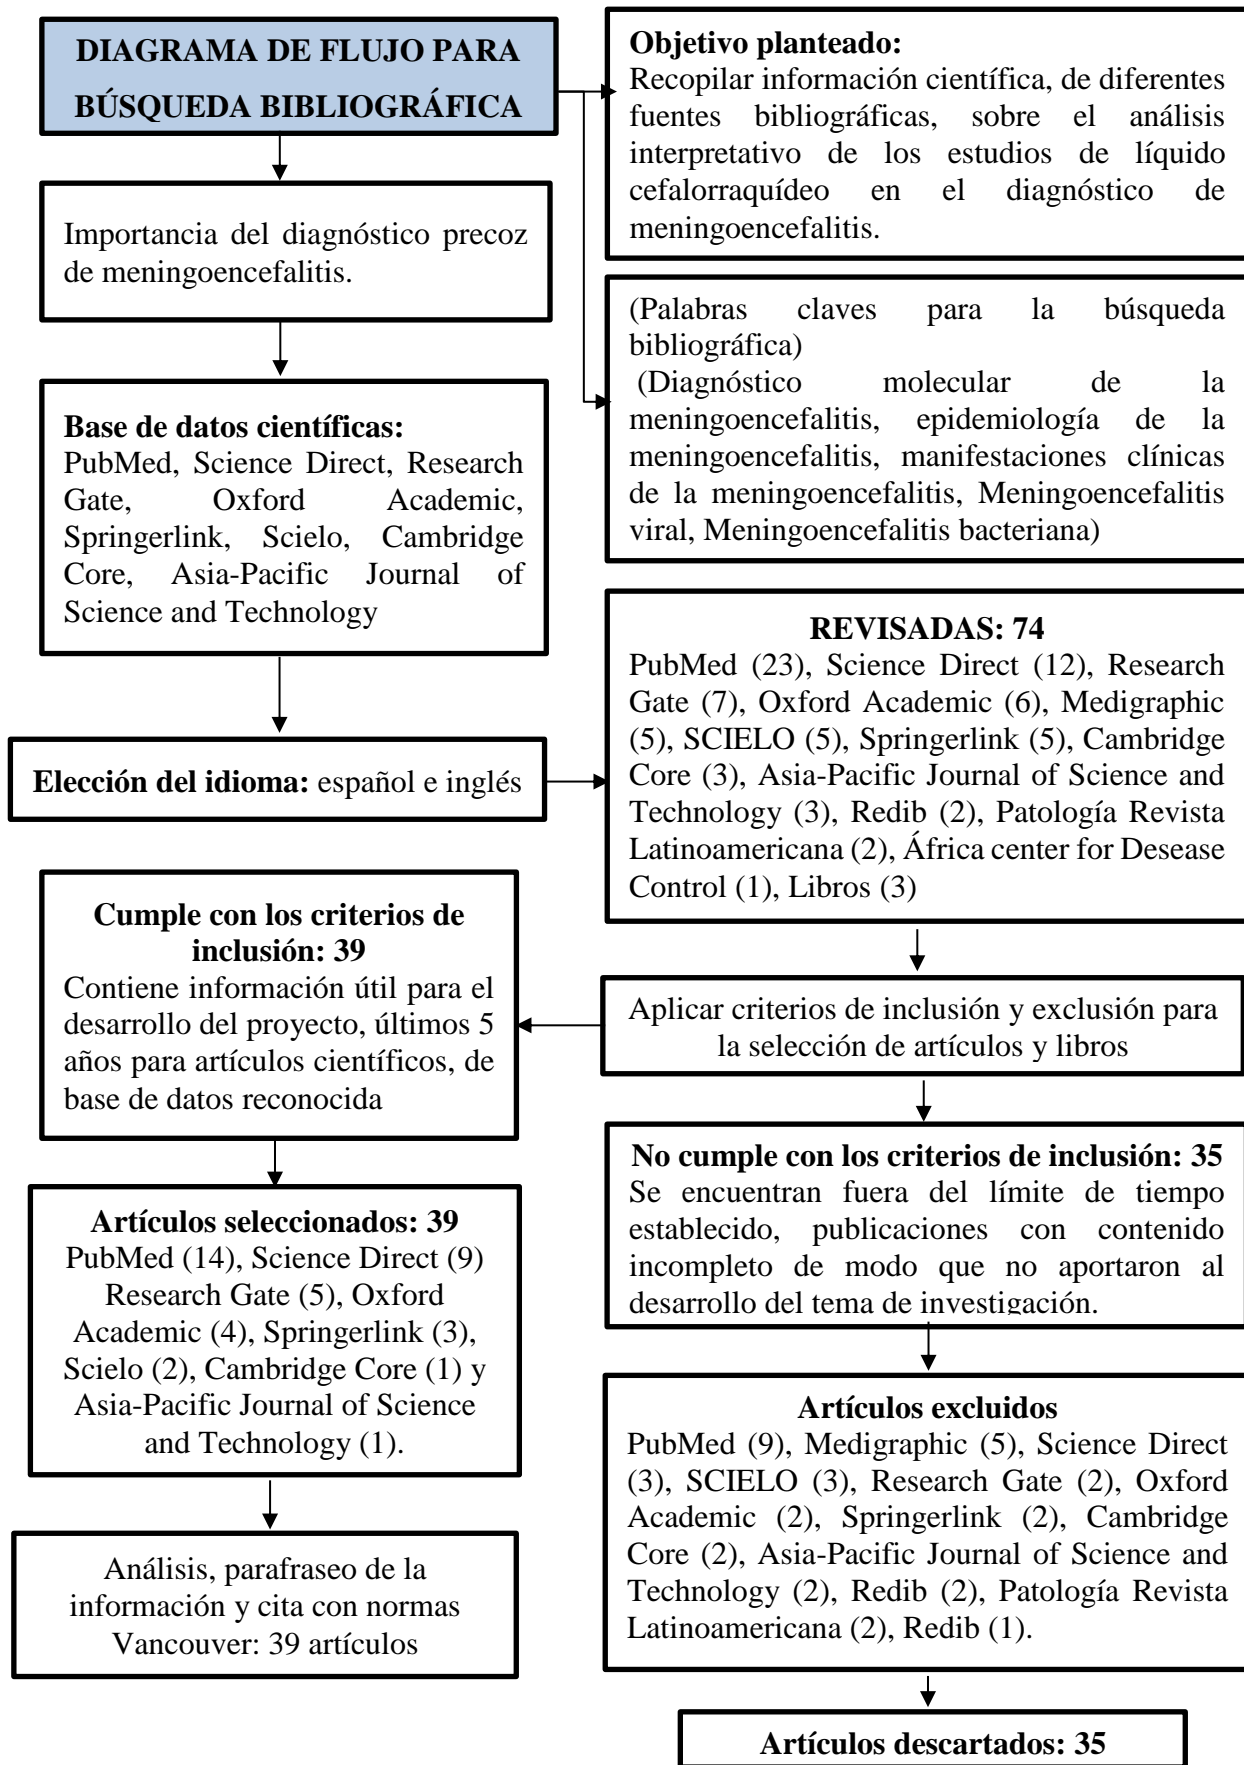 DIAGRAMA DE FLUJO PARA
BÚSQUEDA BIBLIOGRÁFICA
Objetivo planteado:
Recopilar información científica, de diferentes
fuentes bibliográficas, sobre el análisis
interpretativo de los estudios de líquido
cefalorraquídeo en el diagnóstico de
meningoencefalitis.
Importancia del diagnóstico precoz
de meningoencefalitis.
(Palabras claves para la búsqueda
bibliográfica)
(Diagnóstico molecular de la
meningoencefalitis, epidemiología de la
meningoencefalitis, manifestaciones clínicas
de la meningoencefalitis, Meningoencefalitis
viral, Meningoencefalitis bacteriana)
Base de datos científicas:
PubMed, Science Direct, Research
Gate, Oxford Academic,
Springerlink, Scielo, Cambridge
Core, Asia-Pacific Journal of
Science and Technology
Elección del idioma: español e inglés
REVISADAS: 74
PubMed (23), Science Direct (12), Research
Gate (7), Oxford Academic (6), Medigraphic
(5), SCIELO (5), Springerlink (5), Cambridge
Core (3), Asia-Pacific Journal of Science and
Technology (3), Redib (2), Patología Revista
Latinoamericana (2), África center for Desease
Control (1), Libros (3)
Aplicar criterios de inclusión y exclusión para
la selección de artículos y libros
Cumple con los criterios de
inclusión: 39
Contiene información útil para el
desarrollo del proyecto, últimos 5
años para artículos científicos, de
base de datos reconocida
Artículos seleccionados: 39
PubMed (14), Science Direct (9)
Research Gate (5), Oxford
Academic (4), Springerlink (3),
Scielo (2), Cambridge Core (1) y
Asia-Pacific Journal of Science
and Technology (1).
Análisis, parafraseo de la
información y cita con normas
Vancouver: 39 artículos
No cumple con los criterios de inclusión: 35
Se encuentran fuera del límite de tiempo
establecido, publicaciones con contenido
incompleto de modo que no aportaron al
desarrollo del tema de investigación.
Artículos excluidos
PubMed (9), Medigraphic (5), Science Direct
(3), SCIELO (3), Research Gate (2), Oxford
Academic (2), Springerlink (2), Cambridge
Core (2), Asia-Pacific Journal of Science and
Technology (2), Redib (2), Patología Revista
Latinoamericana (2), Redib (1).
Artículos descartados: 35